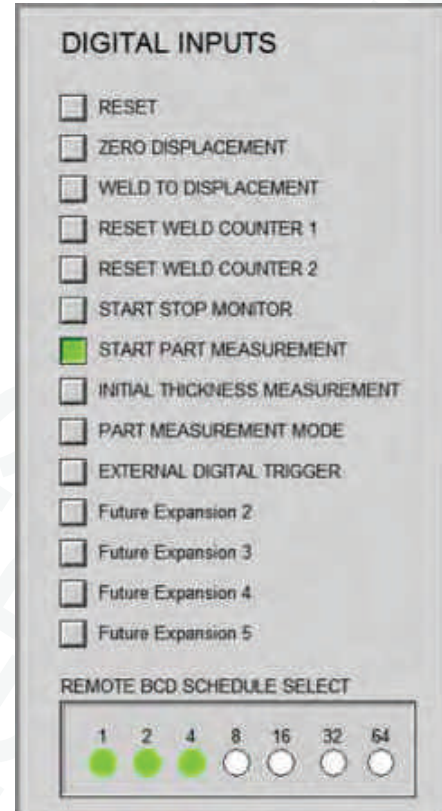 DIGITAL INPUTS
RESET
ZERO DISPLACEMENT
WELD TO DISPLACEMENT
RESET WELD COUNTER 1
RESET WELD COUNTER 2
START STOP MONITOR
START PART MEASUREMENT
INITIAL THICKNESS MEASUREMENT
PART MEASUREMENT MODE
EXTERNAL DIGITAL TRIGGER
Future Expansion 2
Future Expansion 3
Future Expansion 4
Future Expansion 5
REMOTE BCD SCHEDULE SELECT
1 2 4 8 16 32 64